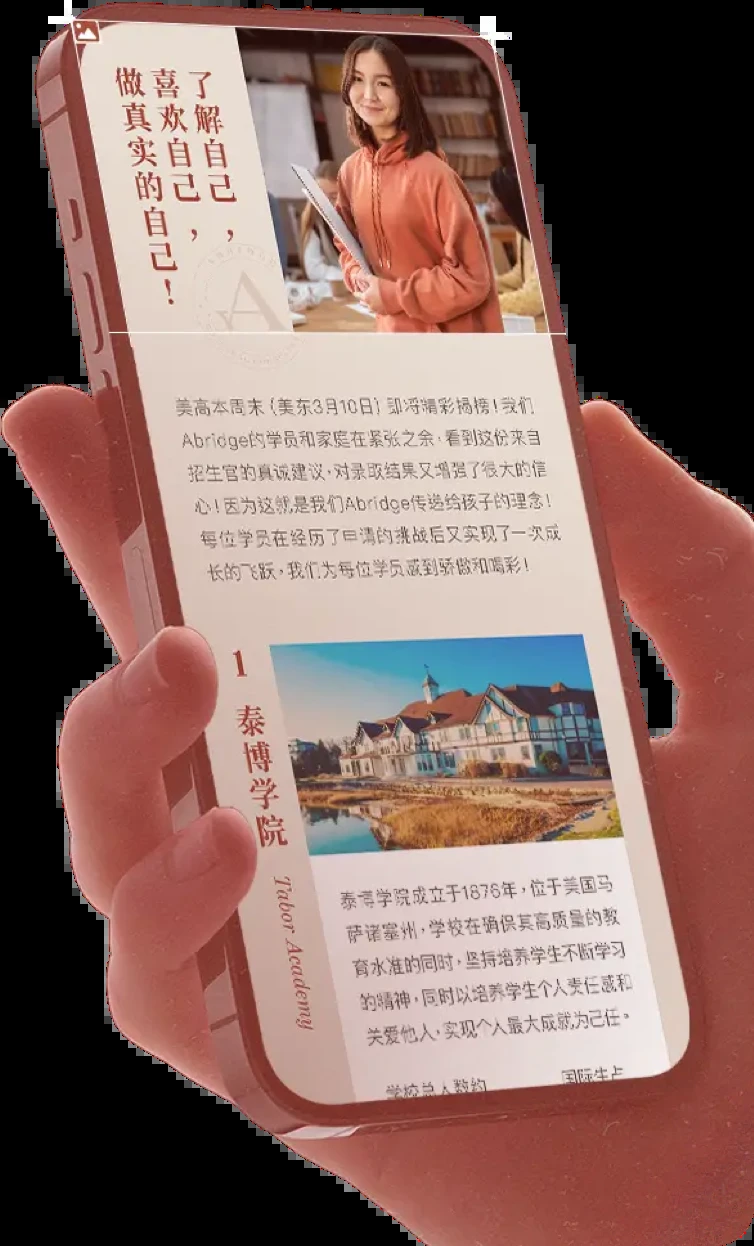 了解自己，
喜欢自己，
做真实的自己！
A
美高本周末（美东3月10日）即将精彩揭榜！我们
Abridge的学员和家庭在紧张之余，看到这份来自
招生官的真诚建议，对录取结果又增强了很大的信
心！因为这就是我们Abridge传递给孩子的理念！
每位学员在经历了申请的挑战后又实现了一次成
长的飞跃，我们为每位学员感到骄傲和喝彩！
1 泰博学院
Tabor Academy
泰博学院成立于1876年，位于美国马
萨诸塞州，学校在确保其高质量的教
育水准的同时，坚持培养学生不断学习
的精神，同时以培养学生个人责任感和
关爱他人，实现个人最大成就为己任。
学校总人数约 国际生占